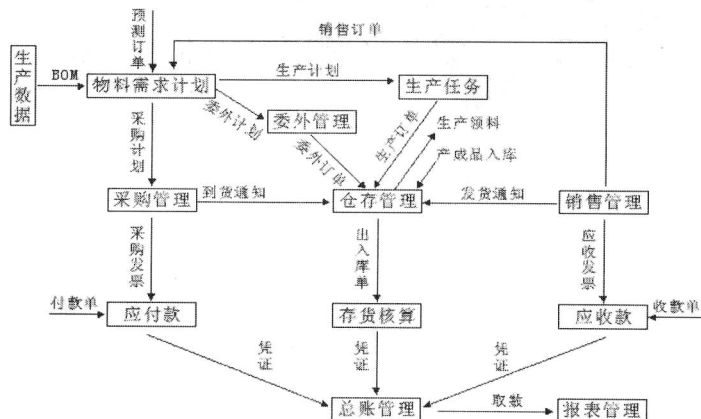 预测订单
销售订单
生产数据
BOM
物料需求计划
生产计划
生产任务
采购计划
委外计划
委外管理
委外订单
生产订单
生产领料
产成品入库
采购管理
到货通知
仓存管理
发货通知
销售管理
采购发票
出入库单
应收发票
付款单
应付款
存货核算
应收款
收款单
凭证
凭证
凭证
总账管理
取数
报表管理